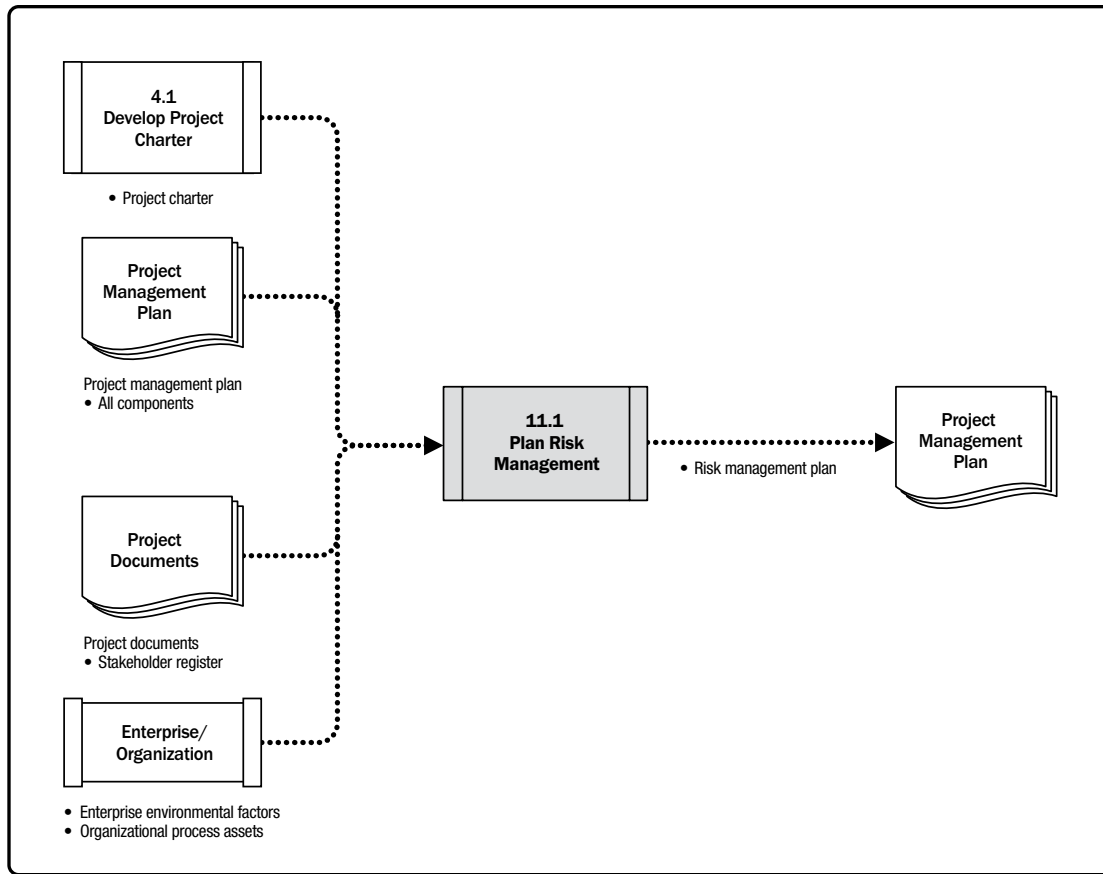 4.1
Develop Project
Charter
• Project charter
Project
Management
Plan
Project management plan
• All components
Project
Documents
Project documents
• Stakeholder register
Enterprise/
Organization
• Enterprise environmental factors
• Organizational process assets
11.1
Plan Risk
Management
• Risk management plan
Project
Management
Plan